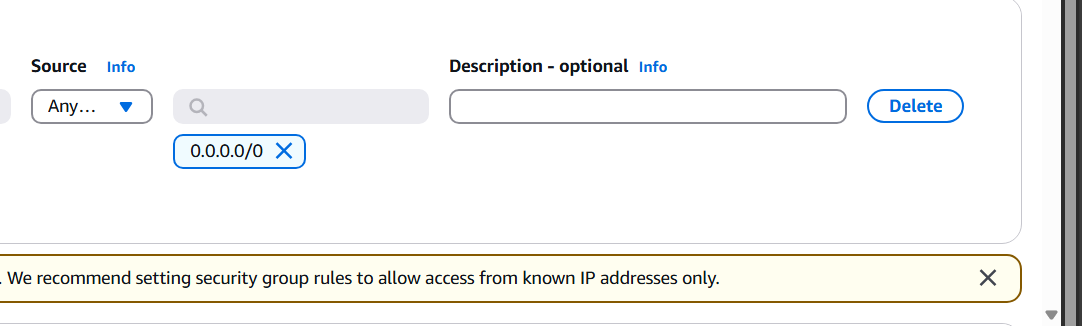 Source Info Description - optional Info
Any... Delete
0.0.0.0/0
. We recommend setting security group rules to allow access from known IP addresses only.